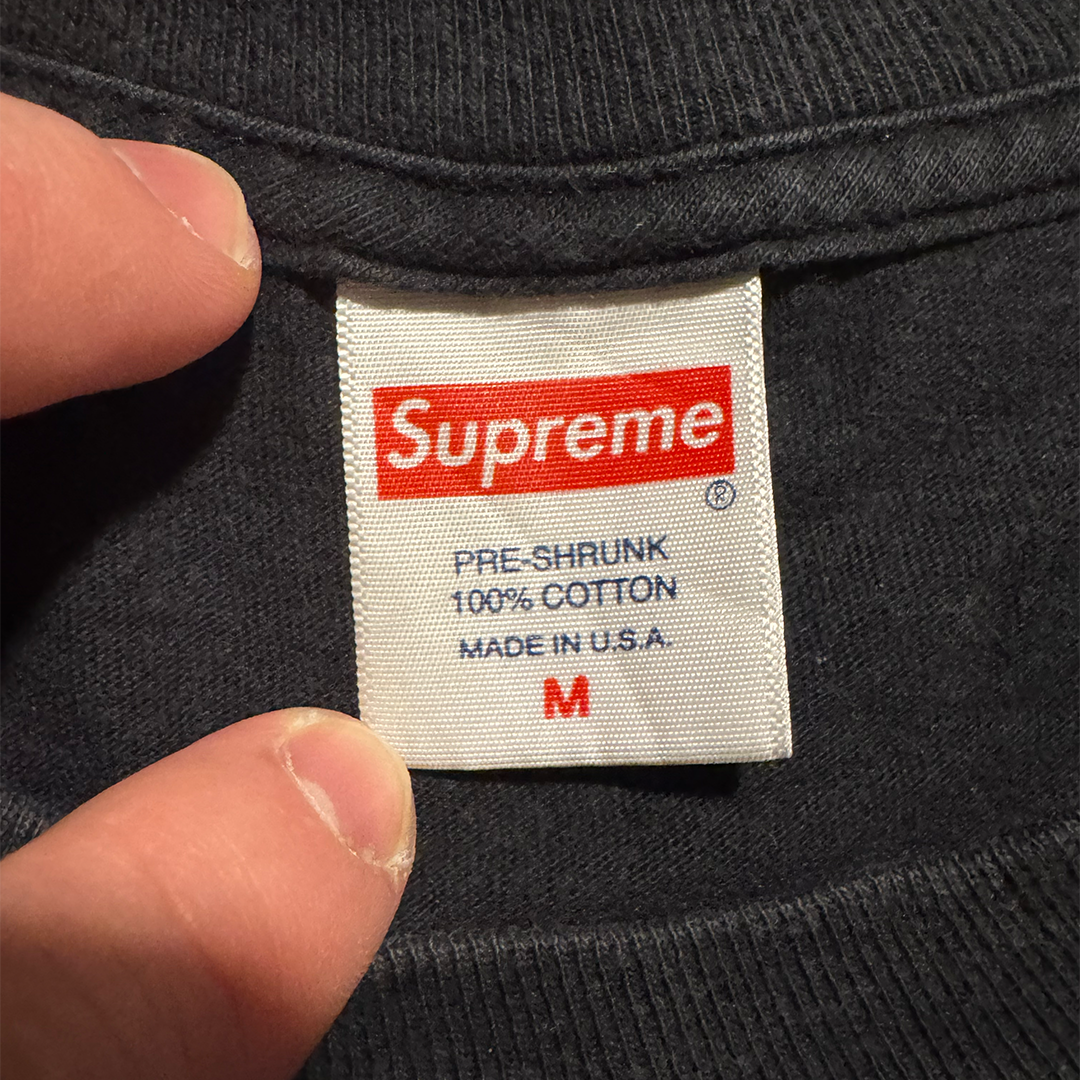 Supreme
®
PRE-SHRUNK
100% COTTON
MADE IN U.S.A.
M